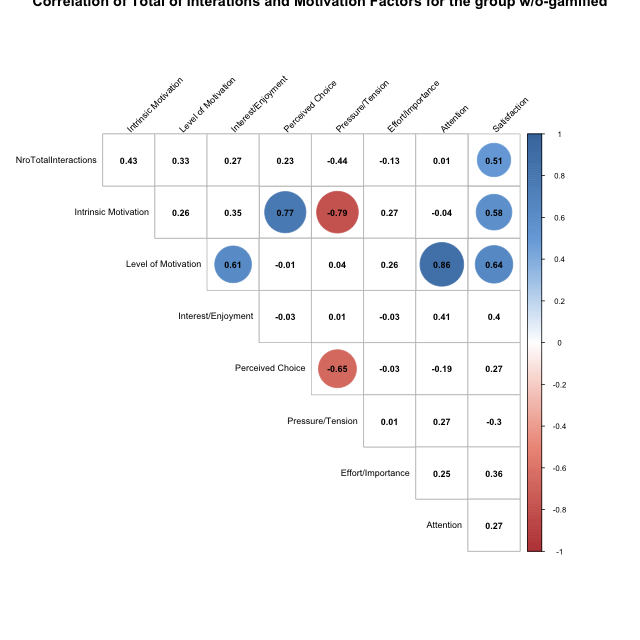 Correlation of Total of Interations and Motivation Factors for the group w/o-gamified
Intrinsic Motivation
Level of Motivation
Interest/Enjoyment
Perceived Choice
Pressure/Tension
Effort/Importance
Attention
Satisfaction
NroTotalInteractions 0.43 0.33 0.27 0.23 -0.44 -0.13 0.01 0.51
Intrinsic Motivation 0.26 0.35 0.77 -0.79 0.27 -0.04 0.58
Level of Motivation 0.61 -0.01 0.04 0.26 0.86 0.64
Interest/Enjoyment -0.03 0.01 -0.03 0.41 0.4
Perceived Choice -0.65 -0.03 -0.19 0.27
Pressure/Tension 0.01 0.27 -0.3
Effort/Importance 0.25 0.36
Attention 0.27
1
0.8
0.6
0.4
0.2
0
-0.2
-0.4
-0.6
-0.8
-1